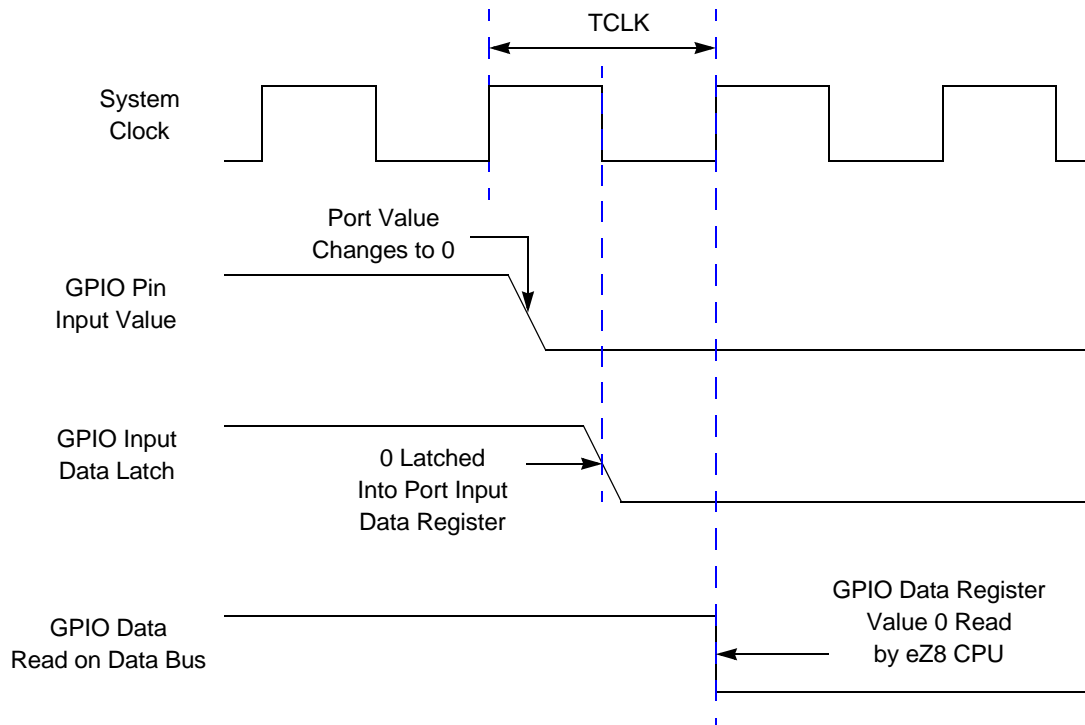 TCLK
System
Clock
Port Value
Changes to 0
GPIO Pin
Input Value
GPIO Input
Data Latch
0 Latched
Into Port Input
Data Register
GPIO Data Register
Value 0 Read
by eZ8 CPU
GPIO Data
Read on Data Bus